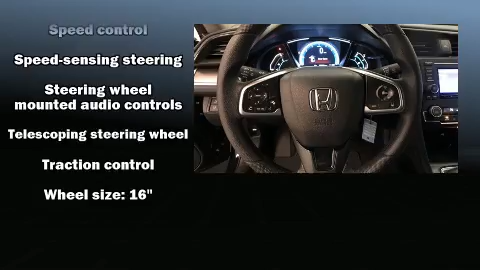 Speed control
Speed-sensing steering
Steering wheel
mounted audio controls
Telescoping steering wheel
Traction control
Wheel size: 16"